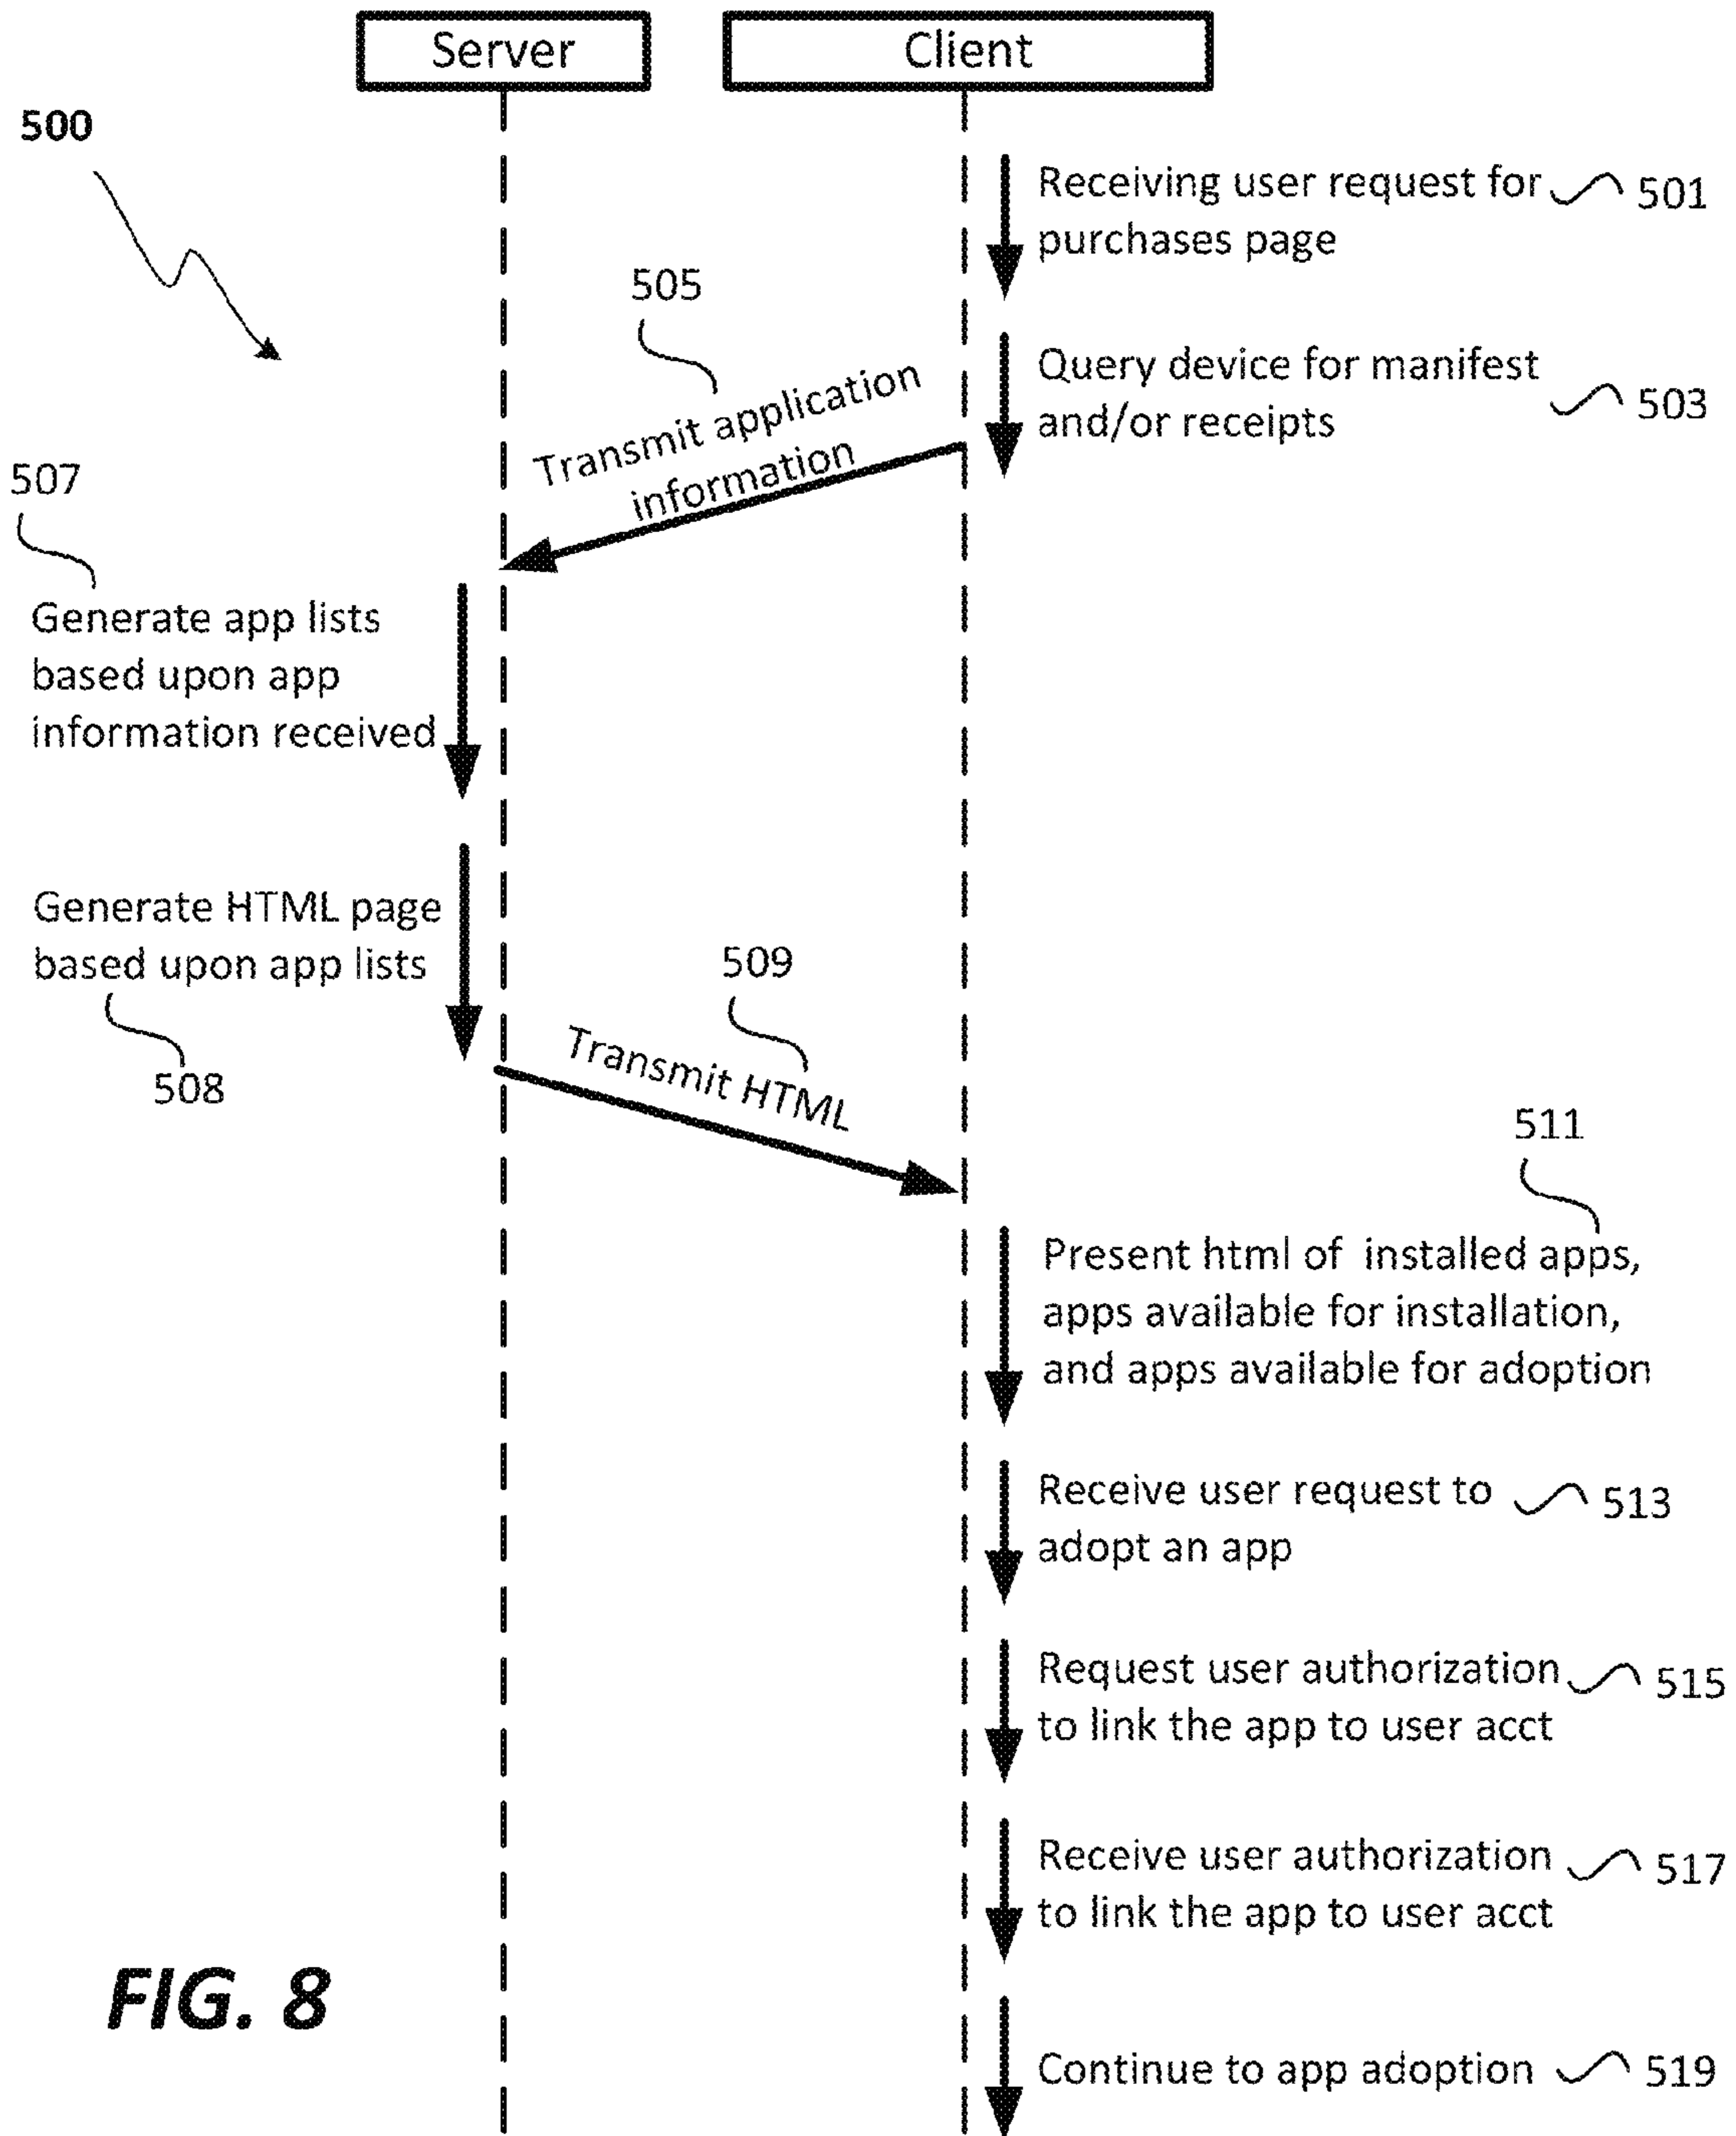 Server
Client
500
Receiving user request for
purchases page
501
505
Query device for manifest
and/or receipts
503
Transmit application
information
507
Generate app lists
based upon app
information received
Generate HTML page
based upon app lists
508
509
Transmit HTML
511
Present html of installed apps,
apps available for installation,
and apps available for adoption
Receive user request to
adopt an app
513
Request user authorization
to link the app to user acct
515
Receive user authorization
to link the app to user acct
517
Continue to app adoption
519
FIG. 8